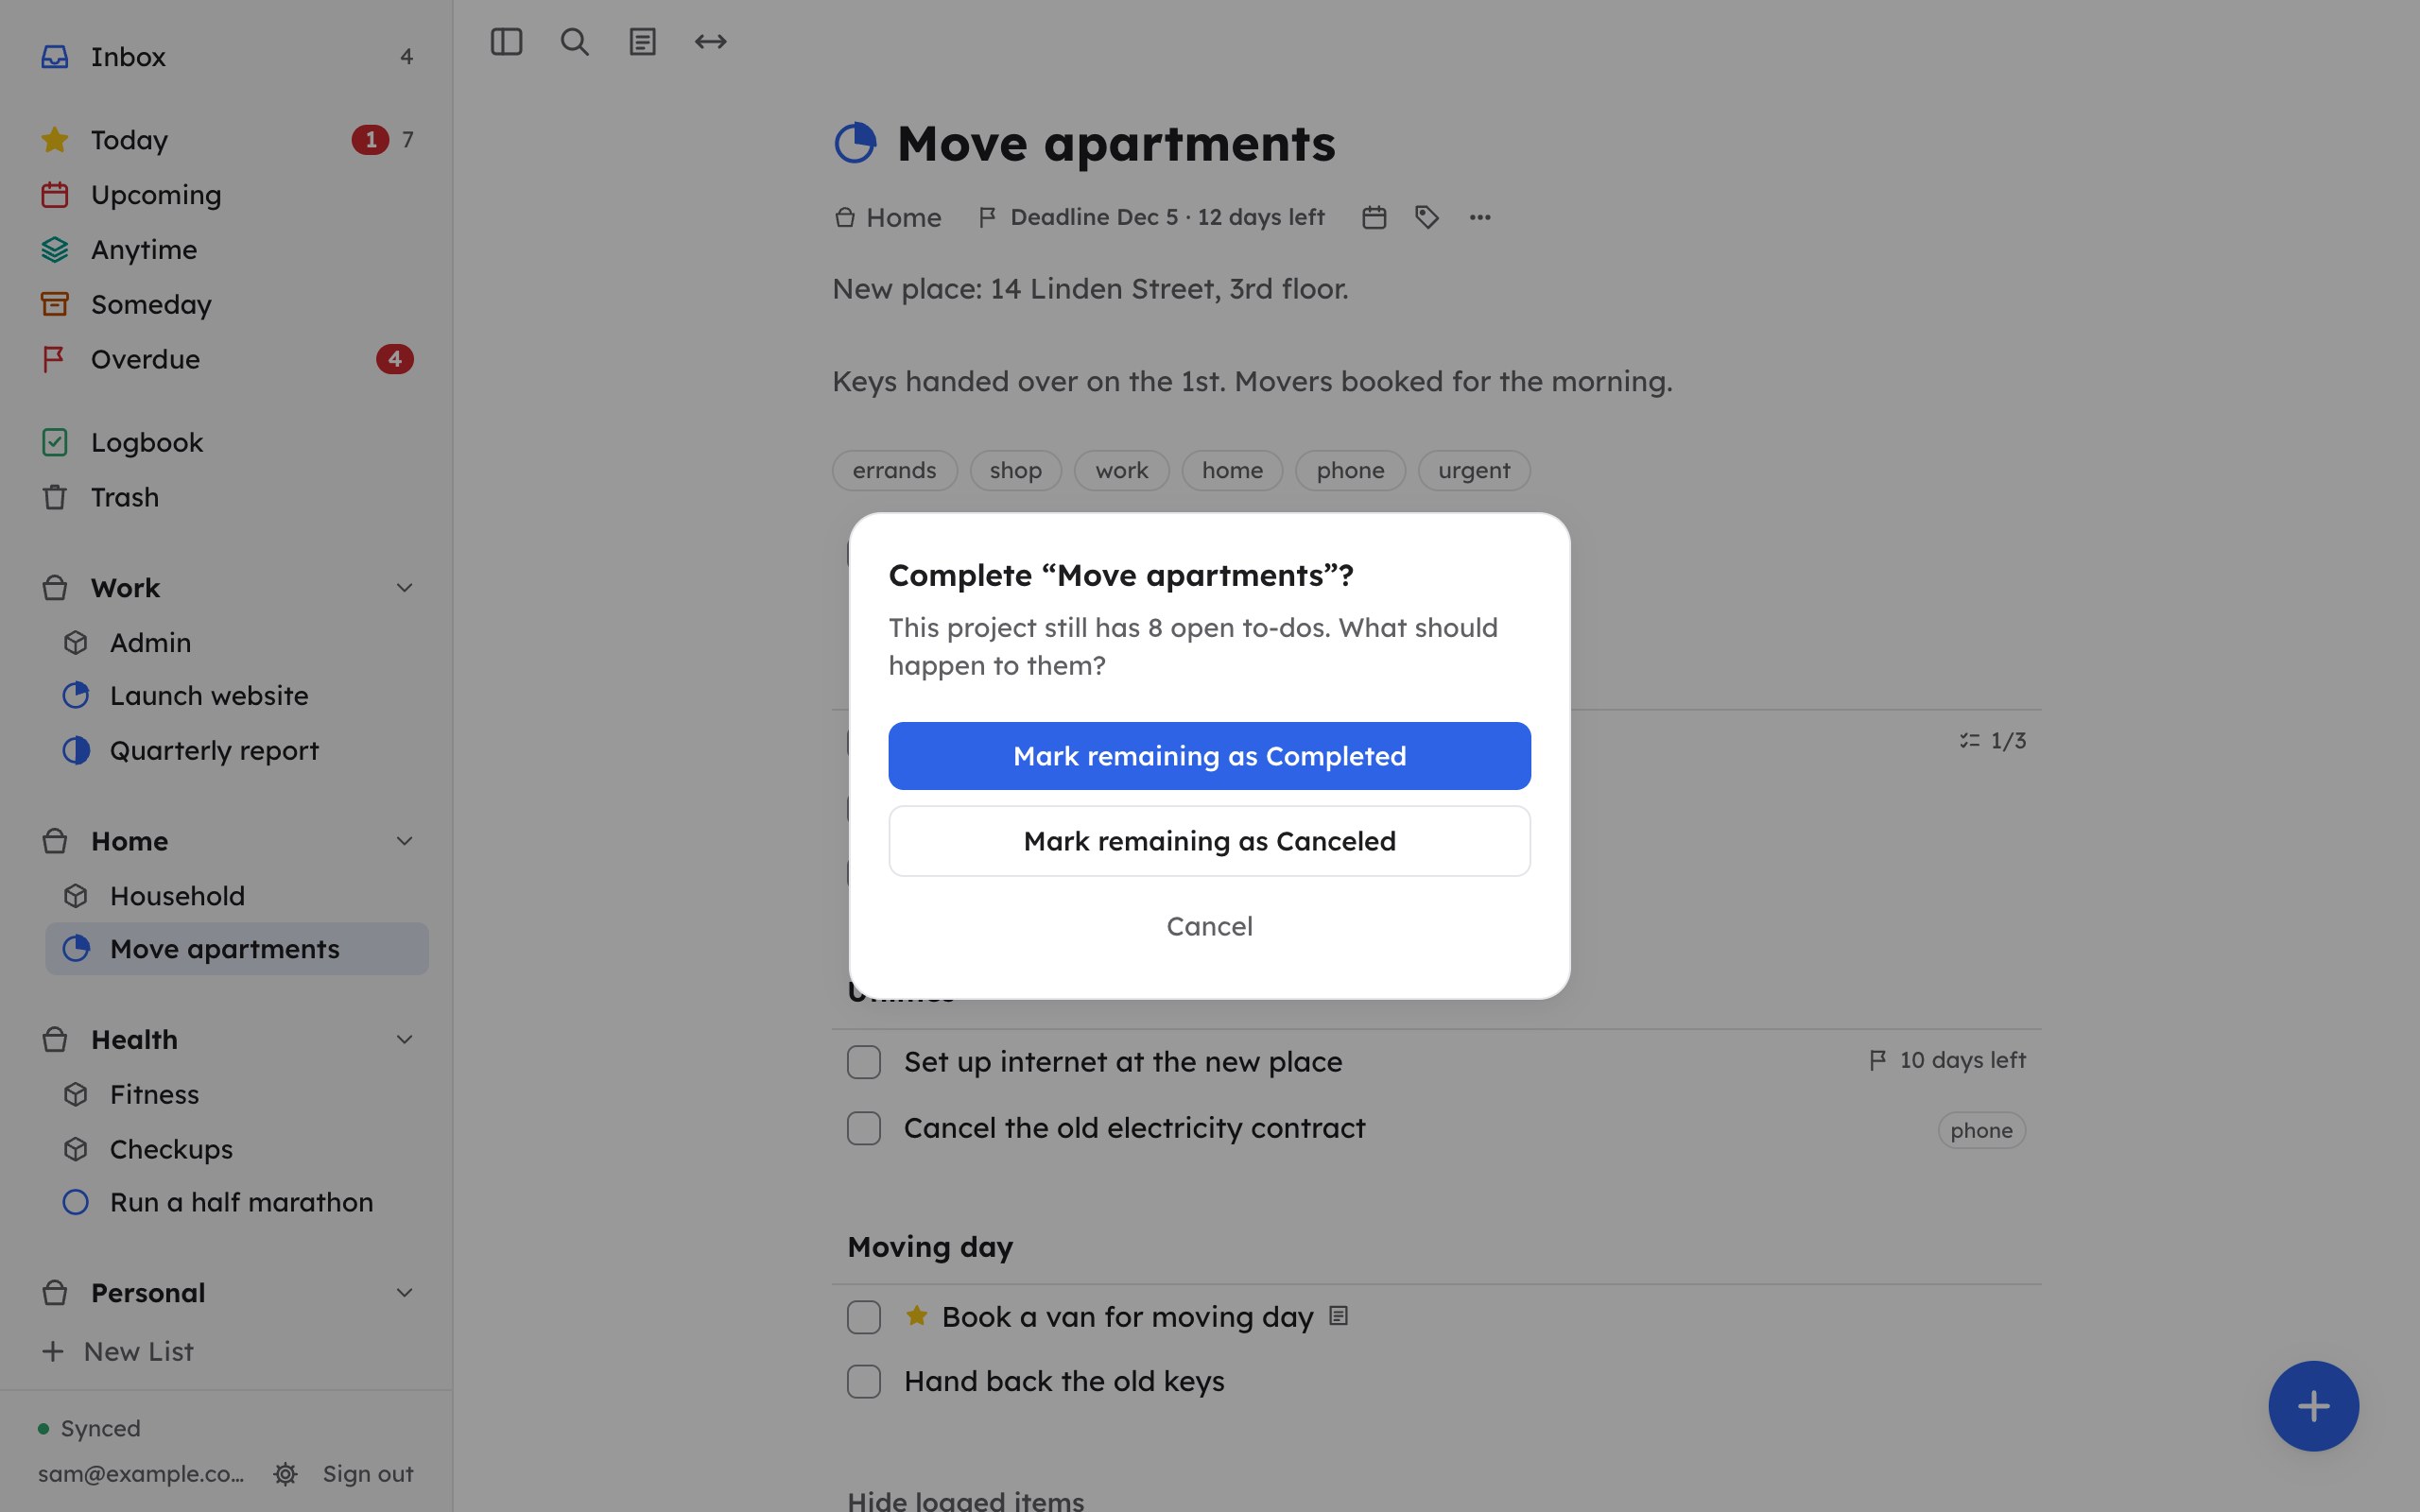 Inbox 4
Today 1 7
Upcoming
Anytime
Someday
Overdue 4
Logbook
Trash
Work
Admin
Launch website
Quarterly report
Home
Household
Move apartments
Health
Fitness
Checkups
Run a half marathon
Personal
New List
Synced
sam@example.co... Sign out
Move apartments
Home Deadline Dec 5 · 12 days left
New place: 14 Linden Street, 3rd floor.
Keys handed over on the 1st. Movers booked for the morning.
errands shop work home phone urgent
Complete “Move apartments”?
This project still has 8 open to-dos. What should
happen to them?
Mark remaining as Completed
Mark remaining as Canceled
Cancel
1/3
Set up internet at the new place 10 days left
Cancel the old electricity contract phone
Moving day
Book a van for moving day
Hand back the old keys
Hide logged items